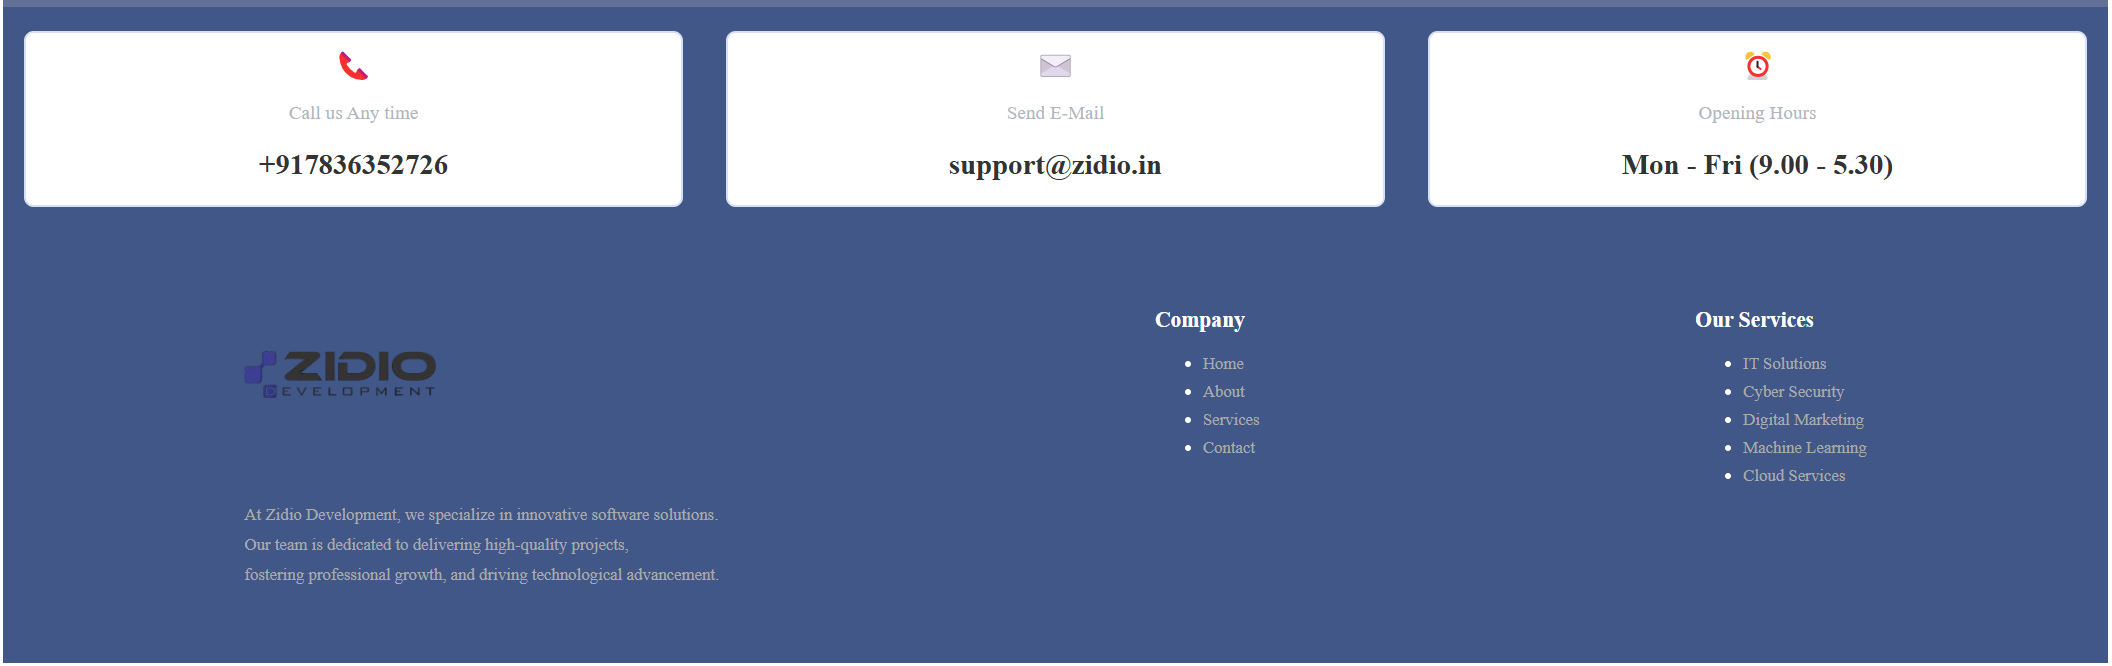 Call us Any time
+917836352726
Send E-Mail
support@zidio.in
Opening Hours
Mon - Fri (9.00 - 5.30)
ZIDIO
DEVELOPMENT
At Zidio Development, we specialize in innovative software solutions.
Our team is dedicated to delivering high-quality projects,
fostering professional growth, and driving technological advancement.
Company
Home
About
Services
Contact
Our Services
IT Solutions
Cyber Security
Digital Marketing
Machine Learning
Cloud Services